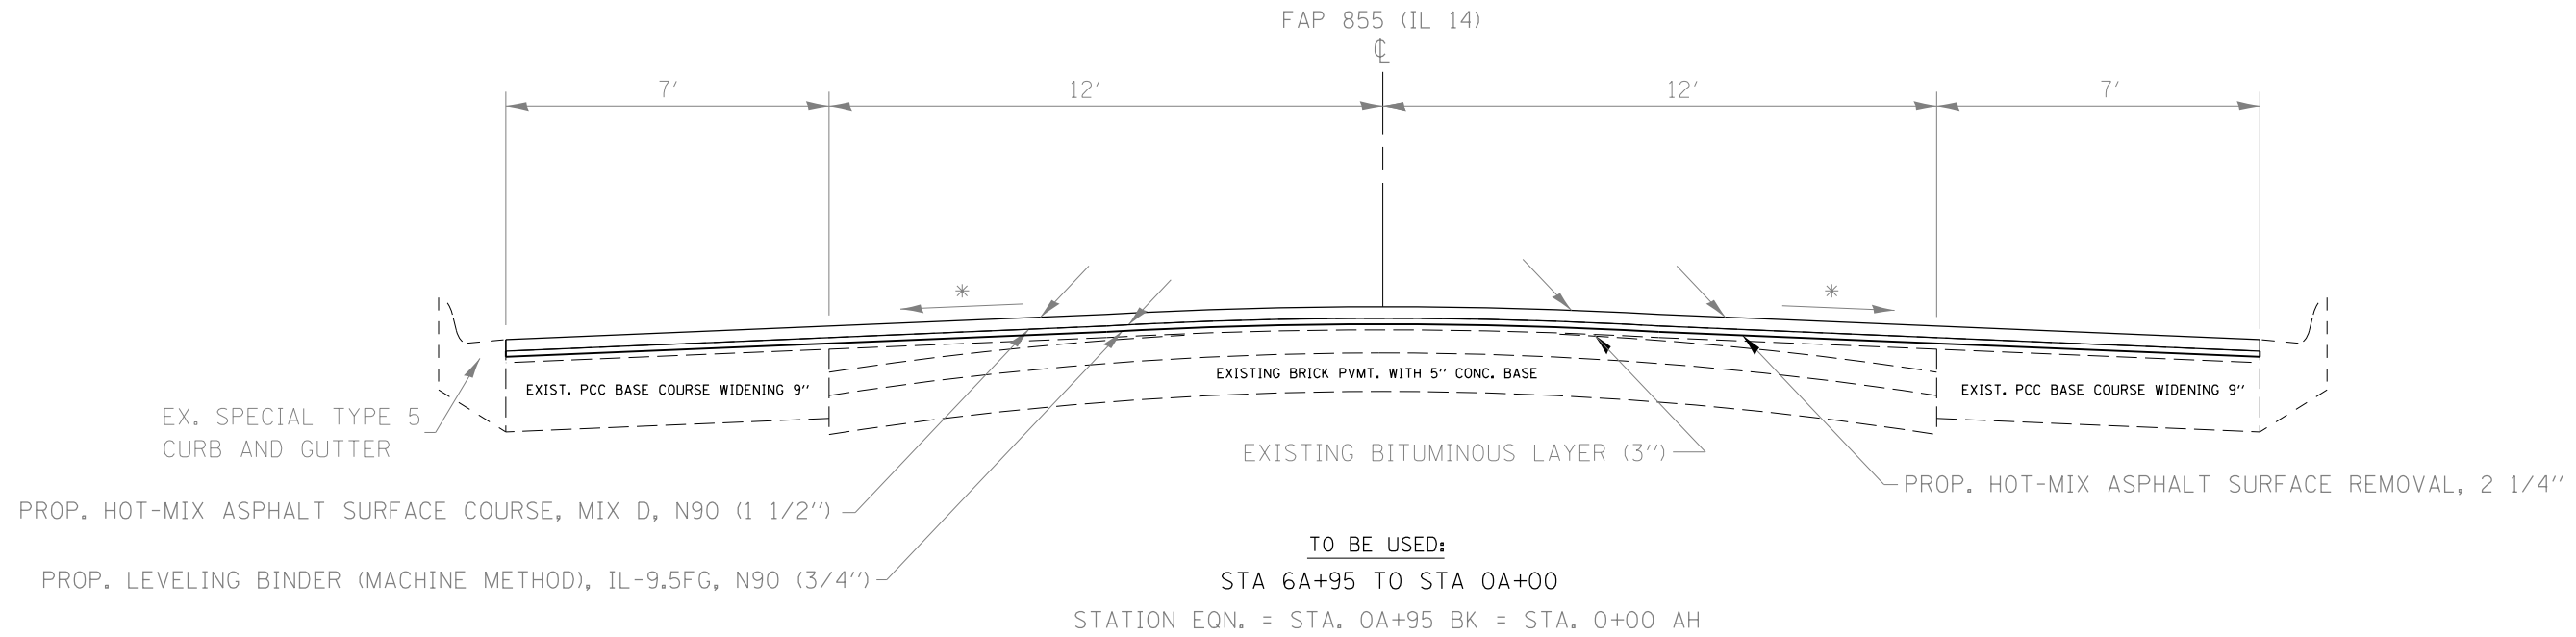 FAP 855 (IL 14)
℄
7' 12' 12' 7'
* *
EXIST. PCC BASE COURSE WIDENING 9"
EXISTING BRICK PVMT. WITH 5" CONC. BASE
EXIST. PCC BASE COURSE WIDENING 9"
EX. SPECIAL TYPE 5
CURB AND GUTTER
EXISTING BITUMINOUS LAYER (3")
PROP. HOT-MIX ASPHALT SURFACE REMOVAL, 2 1/4"
PROP. HOT-MIX ASPHALT SURFACE COURSE, MIX D, N90 (1 1/2")
TO BE USED:
PROP. LEVELING BINDER (MACHINE METHOD), IL-9.5FG, N90 (3/4")
STA 6A+95 TO STA 0A+00
STATION EQN. = STA. 0A+95 BK = STA. 0+00 AH